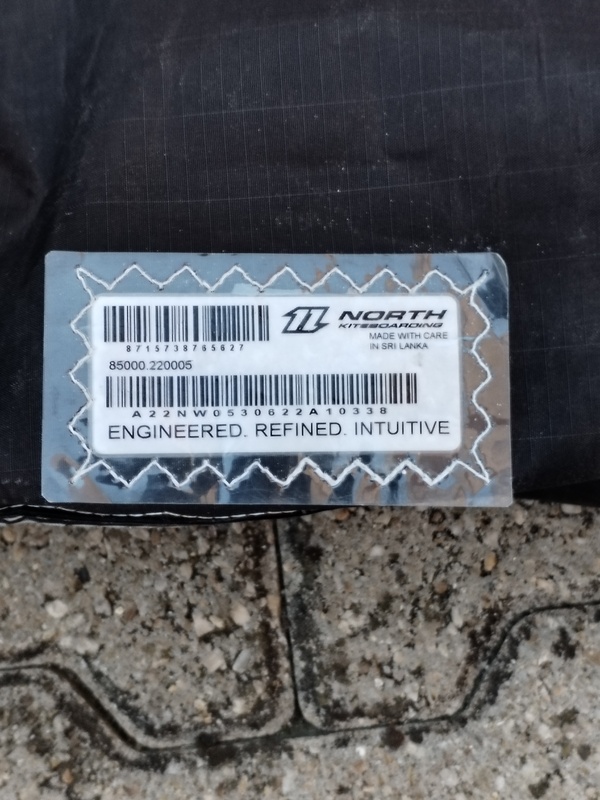 NORTH
KITEBOARDING
MADE WITH CARE
IN SRI LANKA
8715738765627
85000.220005
A22NW0530622A10338
ENGINEERED. REFINED. INTUITIVE